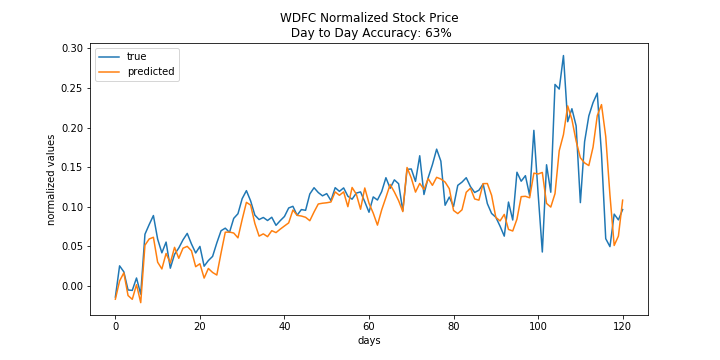 WDFC Normalized Stock Price
Day to Day Accuracy: 63%
true
predicted
normalized values
0.30
0.25
0.20
0.15
0.10
0.05
0.00
0 20 40 60 80 100 120
days